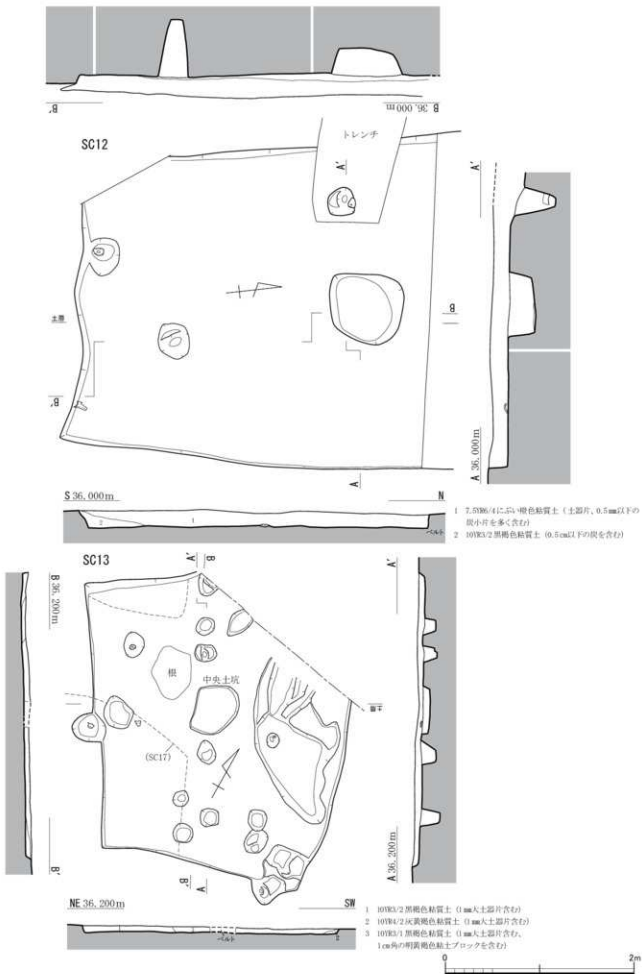 B'
B 36.000m
SC12
トレンチ
A'
A'
B
土層
B'
A
A 36.000m
S 36.000m
N
1 7.5YR6/4にぶい橙色粘質土（土器片、0.5mm以下の
炭小片を多く含む）
2 10YR3/2黒褐色粘質土（0.5cm以下の炭を含む）
2
1
ベルト
SC13
A'
B
A'
B 36.200m
根
中央土坑
土層
(SC17)
B'
B'
A
A 36.200m
NE 36.200m
SW
1 10YR3/2黒褐色粘質土（1mm大土器片含む）
2 10YR4/2灰黄褐色粘質土（1mm大土器片含む）
3 10YR3/1黒褐色粘質土（1mm大土器片含む、
1cm角の明黄褐色粘土ブロックを含む）
ベルト
0
2m